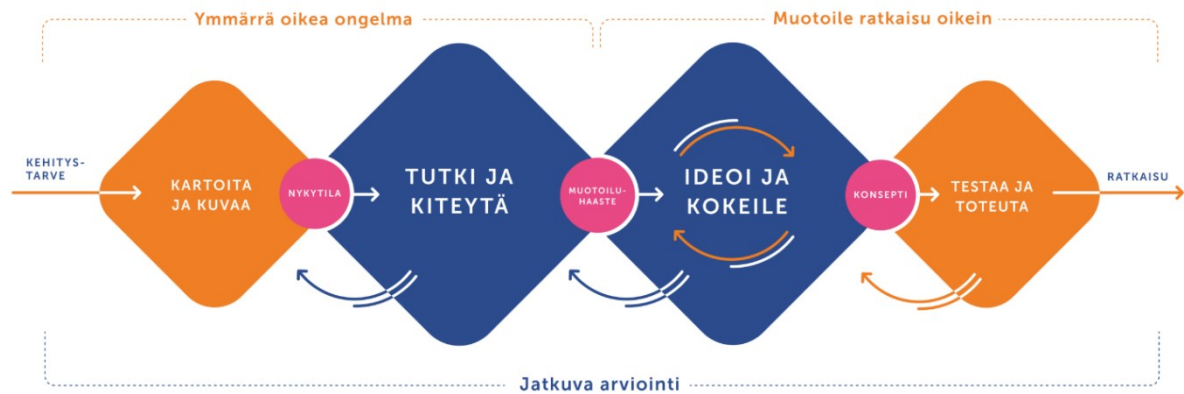 Ymmärrä oikea ongelma
Muotoile ratkaisu oikein
KEHITYS-
TARVE
KARTOITA
JA KUVAA
NYKYTILA
TUTKI JA
KITEYTÄ
MUOTOILU-
HAASTE
IDEOI JA
KOKEILE
KONSEPTI
TESTAA JA
TOTEUTA
RATKAISU
Jatkuva arviointi